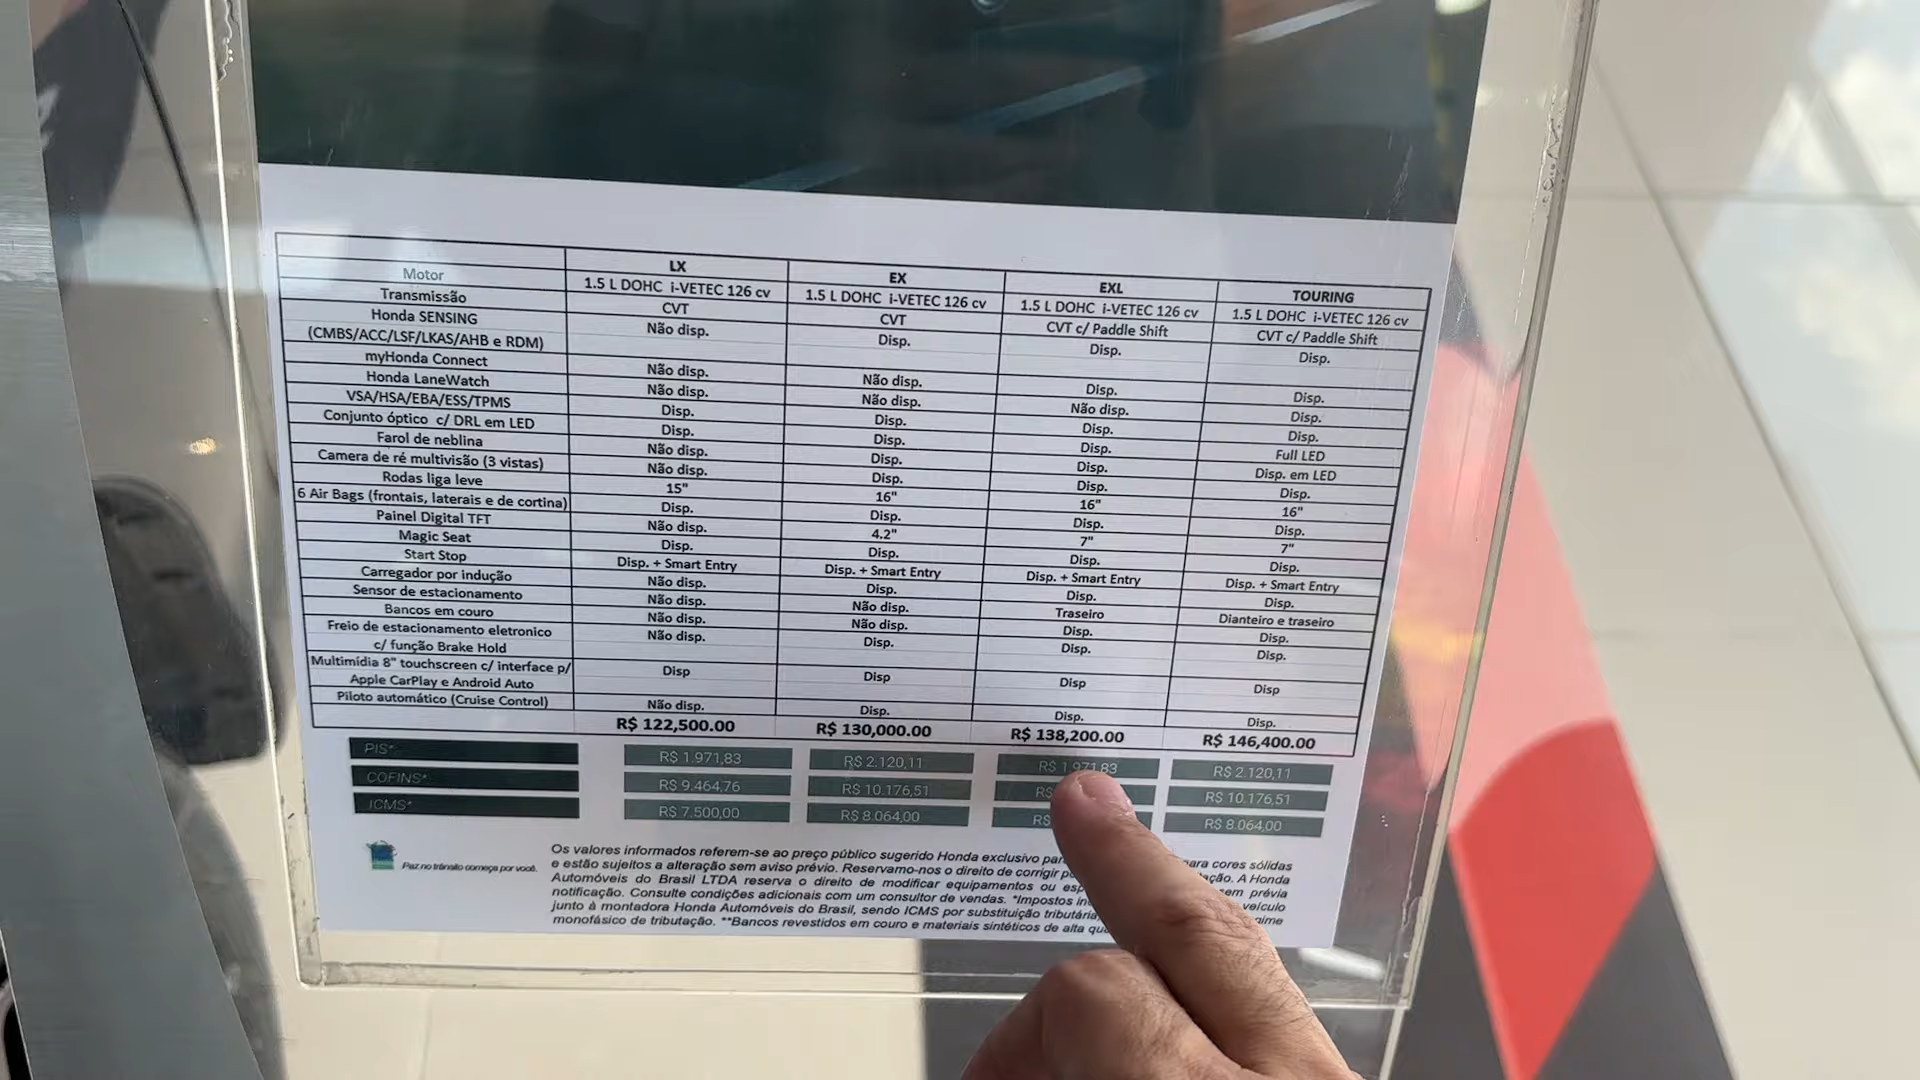 LX EX EXL TOURING
Motor 1.5 L DOHC i-VETEC 126 cv 1.5 L DOHC i-VETEC 126 cv 1.5 L DOHC i-VETEC 126 cv 1.5 L DOHC i-VETEC 126 cv
Transmissão CVT CVT CVT c/ Paddle Shift CVT c/ Paddle Shift
Honda SENSING Não disp. Disp. Disp. Disp.
(CMBS/ACC/LSF/LKAS/AHB e RDM)
myHonda Connect Não disp. Não disp. Disp. Disp.
Honda LaneWatch Não disp. Não disp. Não disp. Disp.
VSA/HSA/EBA/ESS/TPMS Disp. Disp. Disp. Disp.
Conjunto óptico c/ DRL em LED Disp. Disp. Disp. Full LED
Farol de neblina Não disp. Disp. Disp. Disp. em LED
Camera de ré multivisão (3 vistas) Não disp. Disp. Disp. Disp.
Rodas liga leve 15" 16" 16" 16"
6 Air Bags (frontais, laterais e de cortina) Disp. Disp. Disp. Disp.
Painel Digital TFT Não disp. 4.2" 7" 7"
Magic Seat Disp. Disp. Disp. Disp.
Start Stop Disp. + Smart Entry Disp. + Smart Entry Disp. + Smart Entry Disp. + Smart Entry
Carregador por indução Não disp. Disp. Disp. Disp.
Sensor de estacionamento Não disp. Não disp. Traseiro Dianteiro e traseiro
Bancos em couro Não disp. Não disp. Disp. Disp.
Freio de estacionamento eletronico Não disp. Disp. Disp. Disp.
c/ função Brake Hold
Multimídia 8" touchscreen c/ interface p/ Disp Disp Disp Disp
Apple CarPlay e Android Auto
Piloto automático (Cruise Control) Não disp. Disp. Disp. Disp.
R$ 122,500.00 R$ 130,000.00 R$ 138,200.00 R$ 146,400.00
PIS* R$ 1.971,83 R$ 2.120,11 R$ 1.971,83 R$ 2.120,11
COFINS* R$ 9.464,76 R$ 10.176,51 R$ R$ 10.176,51
ICMS* R$ 7.500,00 R$ 8.064,00 R$ R$ 8.064,00
Paz no trânsito começa por você.
Os valores informados referem-se ao preço público sugerido Honda exclusivo para cores sólidas
e estão sujeitos a alteração sem aviso prévio. Reservamo-nos o direito de corrigir A Honda
Automóveis do Brasil LTDA reserva o direito de modificar equipamentos ou sem prévia
notificação. Consulte condições adicionais com um consultor de vendas. *Impostos veículo
junto à montadora Honda Automóveis do Brasil, sendo ICMS por substituição tributária,
monofásico de tributação. **Bancos revestidos em couro e materiais sintéticos de alta